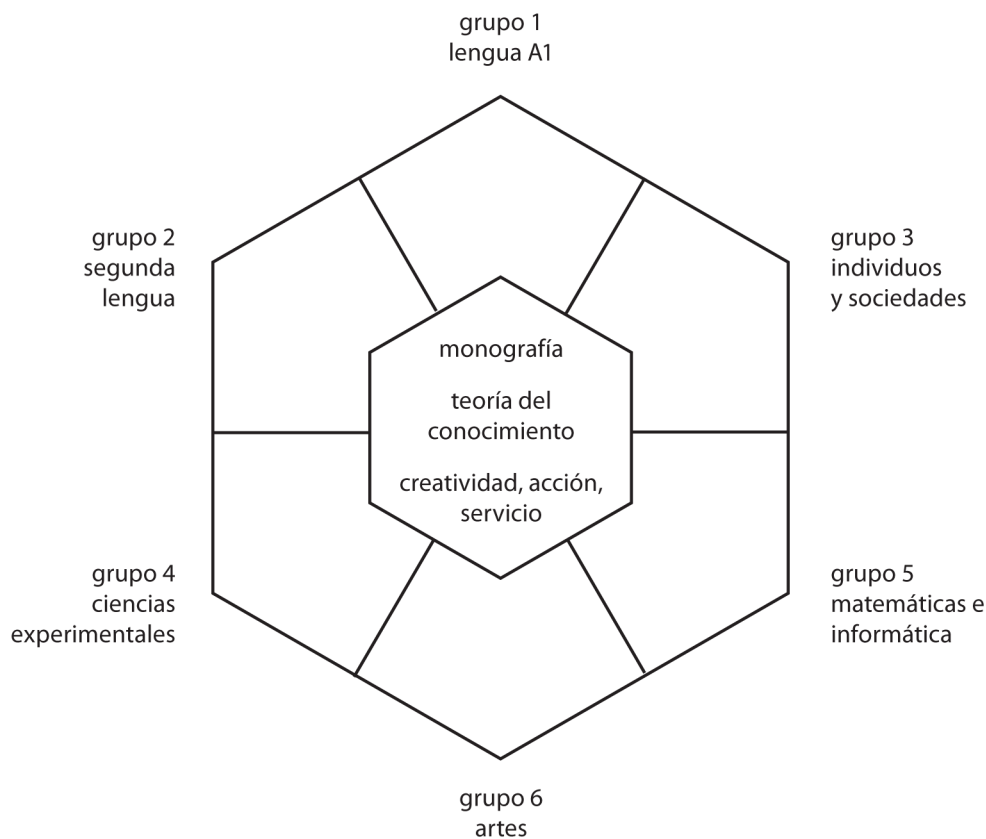 grupo 1
lengua A1
grupo 2
segunda
lengua
grupo 3
individuos
y sociedades
monografía
teoría del
conocimiento
creatividad, acción,
servicio
grupo 4
ciencias
experimentales
grupo 5
matemáticas e
informática
grupo 6
artes